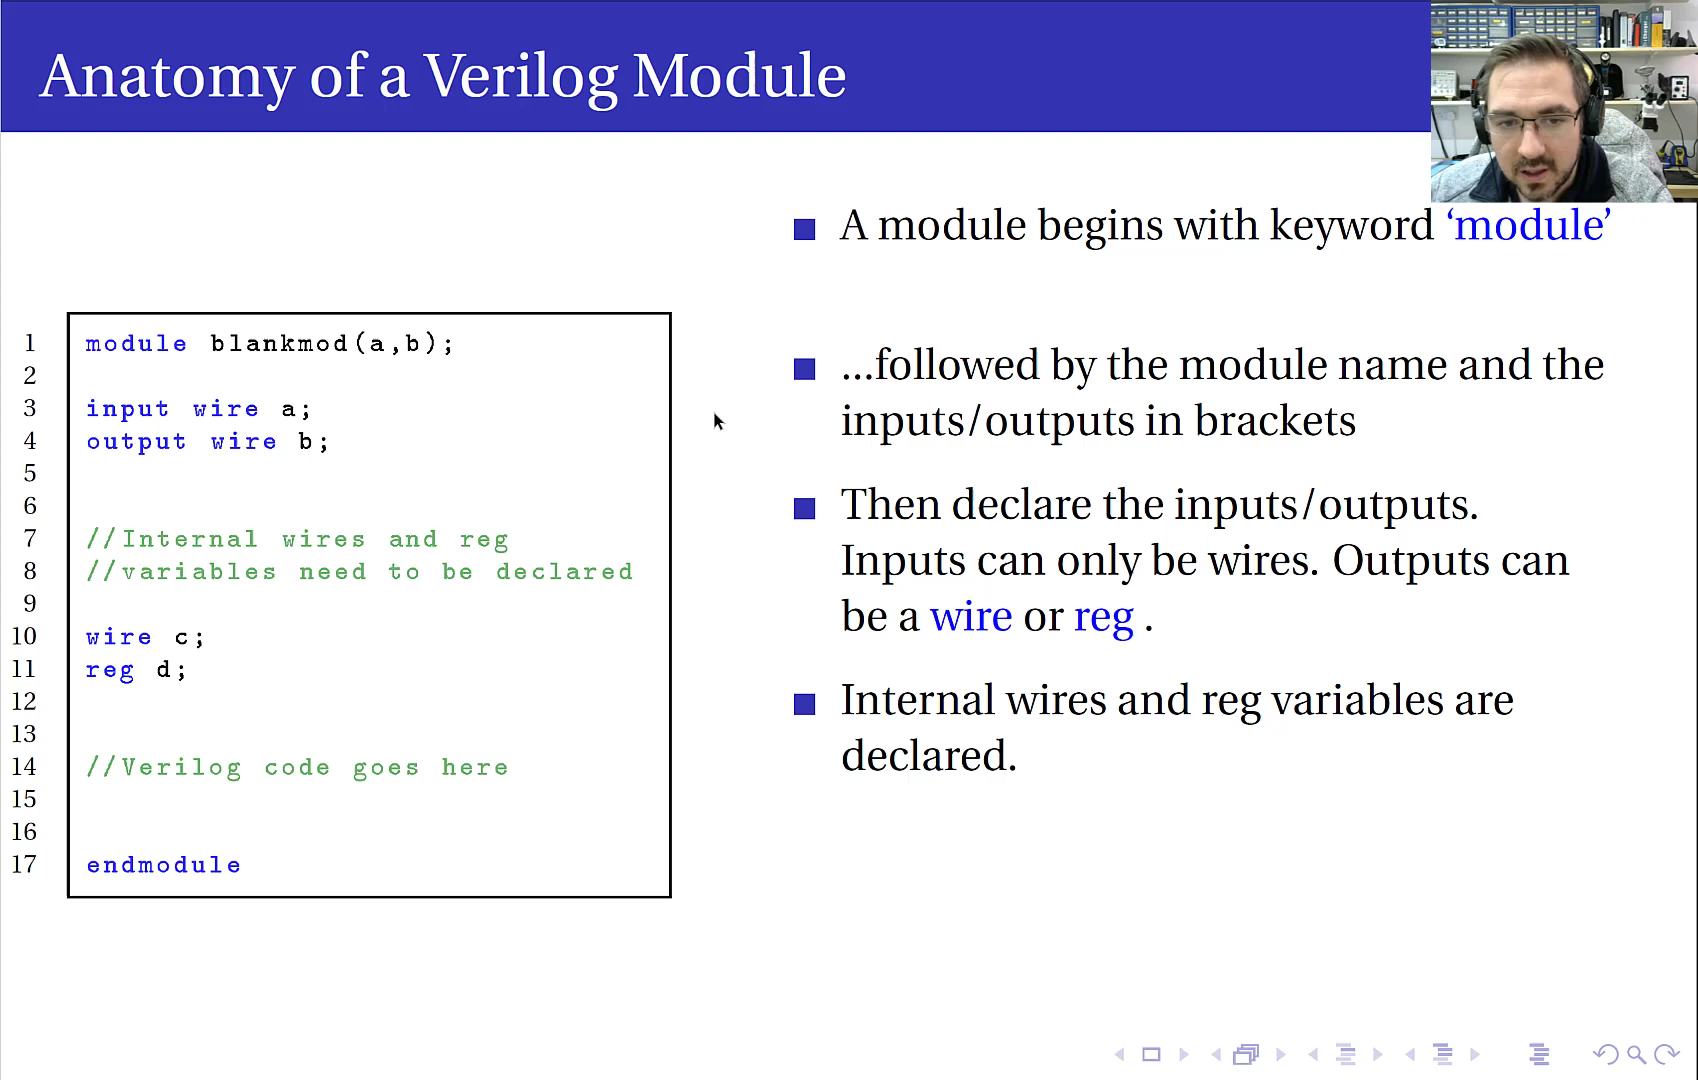 Anatomy of a Verilog Module
1 module blankmod(a,b);
2
3 input wire a;
4 output wire b;
5
6
7 //Internal wires and reg
8 //variables need to be declared
9
10 wire c;
11 reg d;
12
13
14 //Verilog code goes here
15
16
17 endmodule
A module begins with keyword ‘module’
...followed by the module name and the
inputs/outputs in brackets
Then declare the inputs/outputs.
Inputs can only be wires. Outputs can
be a wire or reg .
Internal wires and reg variables are
declared.